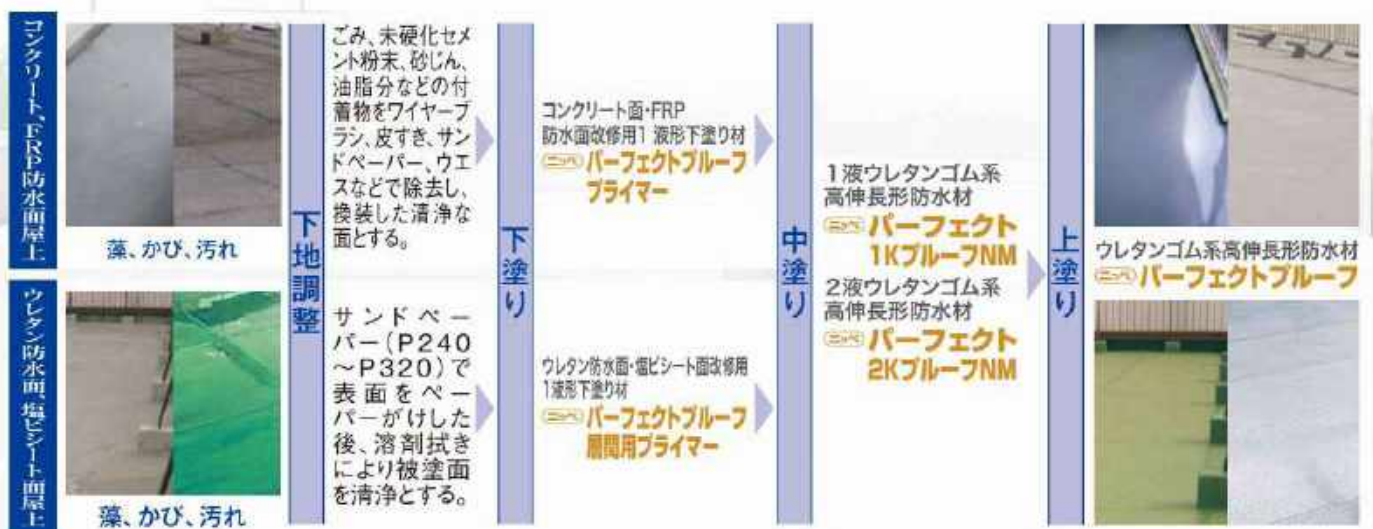 コンクリート、FRP防水面屋上
藻、かび、汚れ
ウレタン防水面、塩ビシート面屋上
藻、かび、汚れ
下地調整
ごみ、未硬化セメ
ント粉末、砂じん、
油脂分などの付
着物をワイヤーブ
ラシ、皮すき、サン
ドペーパー、ウエ
スなどで除去し、
換装した清浄な
面とする。
サンドペー
パー(P240
～P320)で
表面をペー
パーがけした
後、溶剤拭き
により被塗面
を清浄とする。
下塗り
コンクリート面・FRP
防水面改修用1 液形下塗り材
ニッペ パーフェクトプルーフ
プライマー
ウレタン防水面・塩ビシート面改修用
1液形下塗り材
ニッペ パーフェクトプルーフ
層間用プライマー
中塗り
1液ウレタンゴム系
高伸長形防水材
ニッペ パーフェクト
1KプルーフNM
2液ウレタンゴム系
高伸長形防水材
ニッペ パーフェクト
2KプルーフNM
上塗り
ウレタンゴム系高伸長形防水材
ニッペ パーフェクトプルーフ